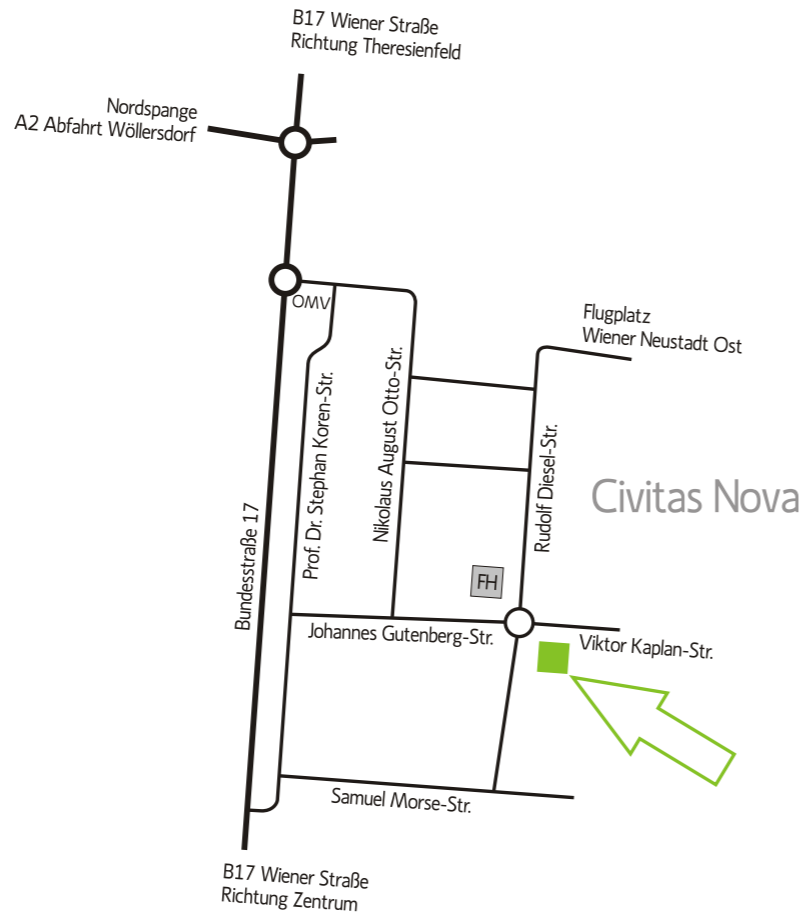 B17 Wiener Straße
Richtung Theresienfeld
Nordspange
A2 Abfahrt Wöllersdorf
OMV
Flugplatz
Wiener Neustadt Ost
Prof. Dr. Stephan Koren-Str.
Nikolaus August Otto-Str.
Rudolf Diesel-Str.
Civitas Nova
Bundesstraße 17
FH
Johannes Gutenberg-Str.
Viktor Kaplan-Str.
Samuel Morse-Str.
B17 Wiener Straße
Richtung Zentrum